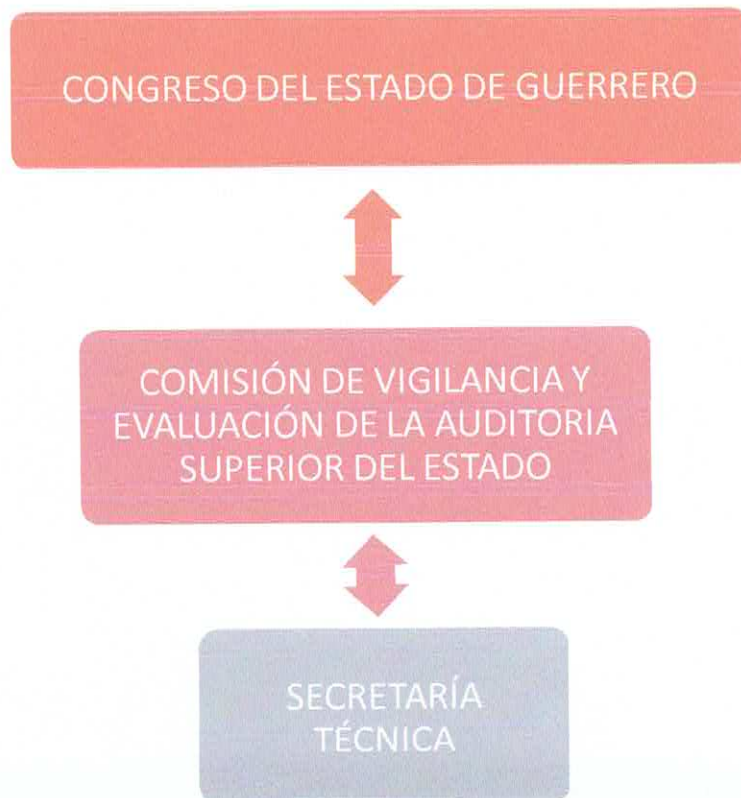 CONGRESO DEL ESTADO DE GUERRERO
COMISIÓN DE VIGILANCIA Y
EVALUACIÓN DE LA AUDITORIA
SUPERIOR DEL ESTADO
SECRETARÍA
TÉCNICA